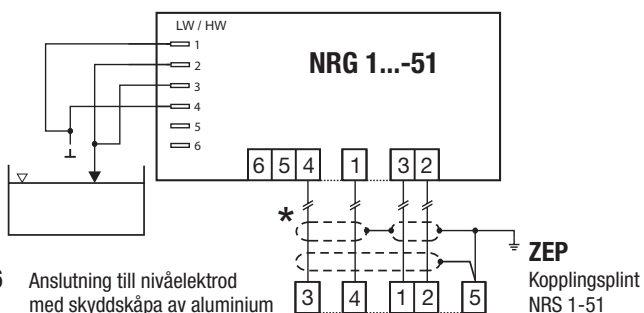 LW / HW
1
2
3
4
5
6
NRG 1...-51
6 5 4 1 3 2
*
ZEP
Kopplingsplint
NRS 1-51
3 4 1 2 5
6 Anslutning till nivåelektrod
med skyddskåpa av aluminium